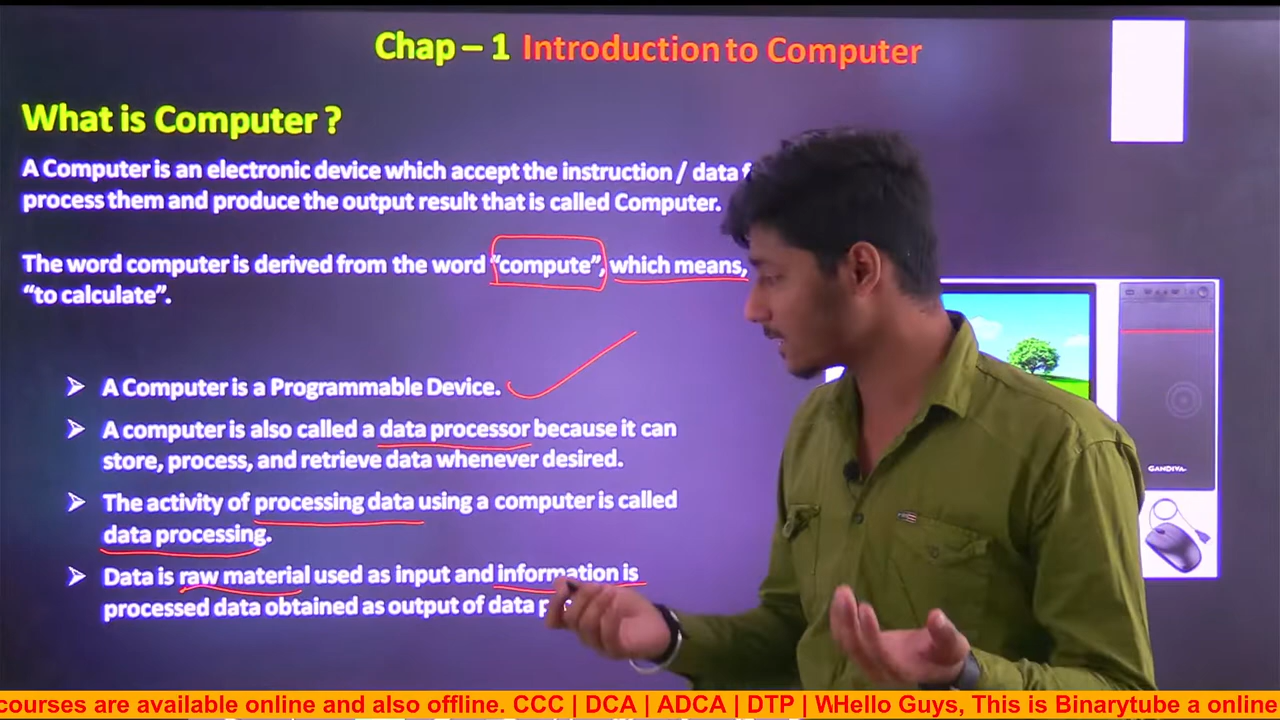 Chap – 1 Introduction to Computer
What is Computer ?
A Computer is an electronic device which accept the instruction / data
process them and produce the output result that is called Computer.
The word computer is derived from the word “compute”, which means,
“to calculate”.
➢ A Computer is a Programmable Device.
➢ A computer is also called a data processor because it can
store, process, and retrieve data whenever desired.
➢ The activity of processing data using a computer is called
data processing.
➢ Data is raw material used as input and information is
processed data obtained as output of data
GANDIVA
courses are available online and also offline. CCC | DCA | ADCA | DTP | WHello Guys, This is Binarytube a online